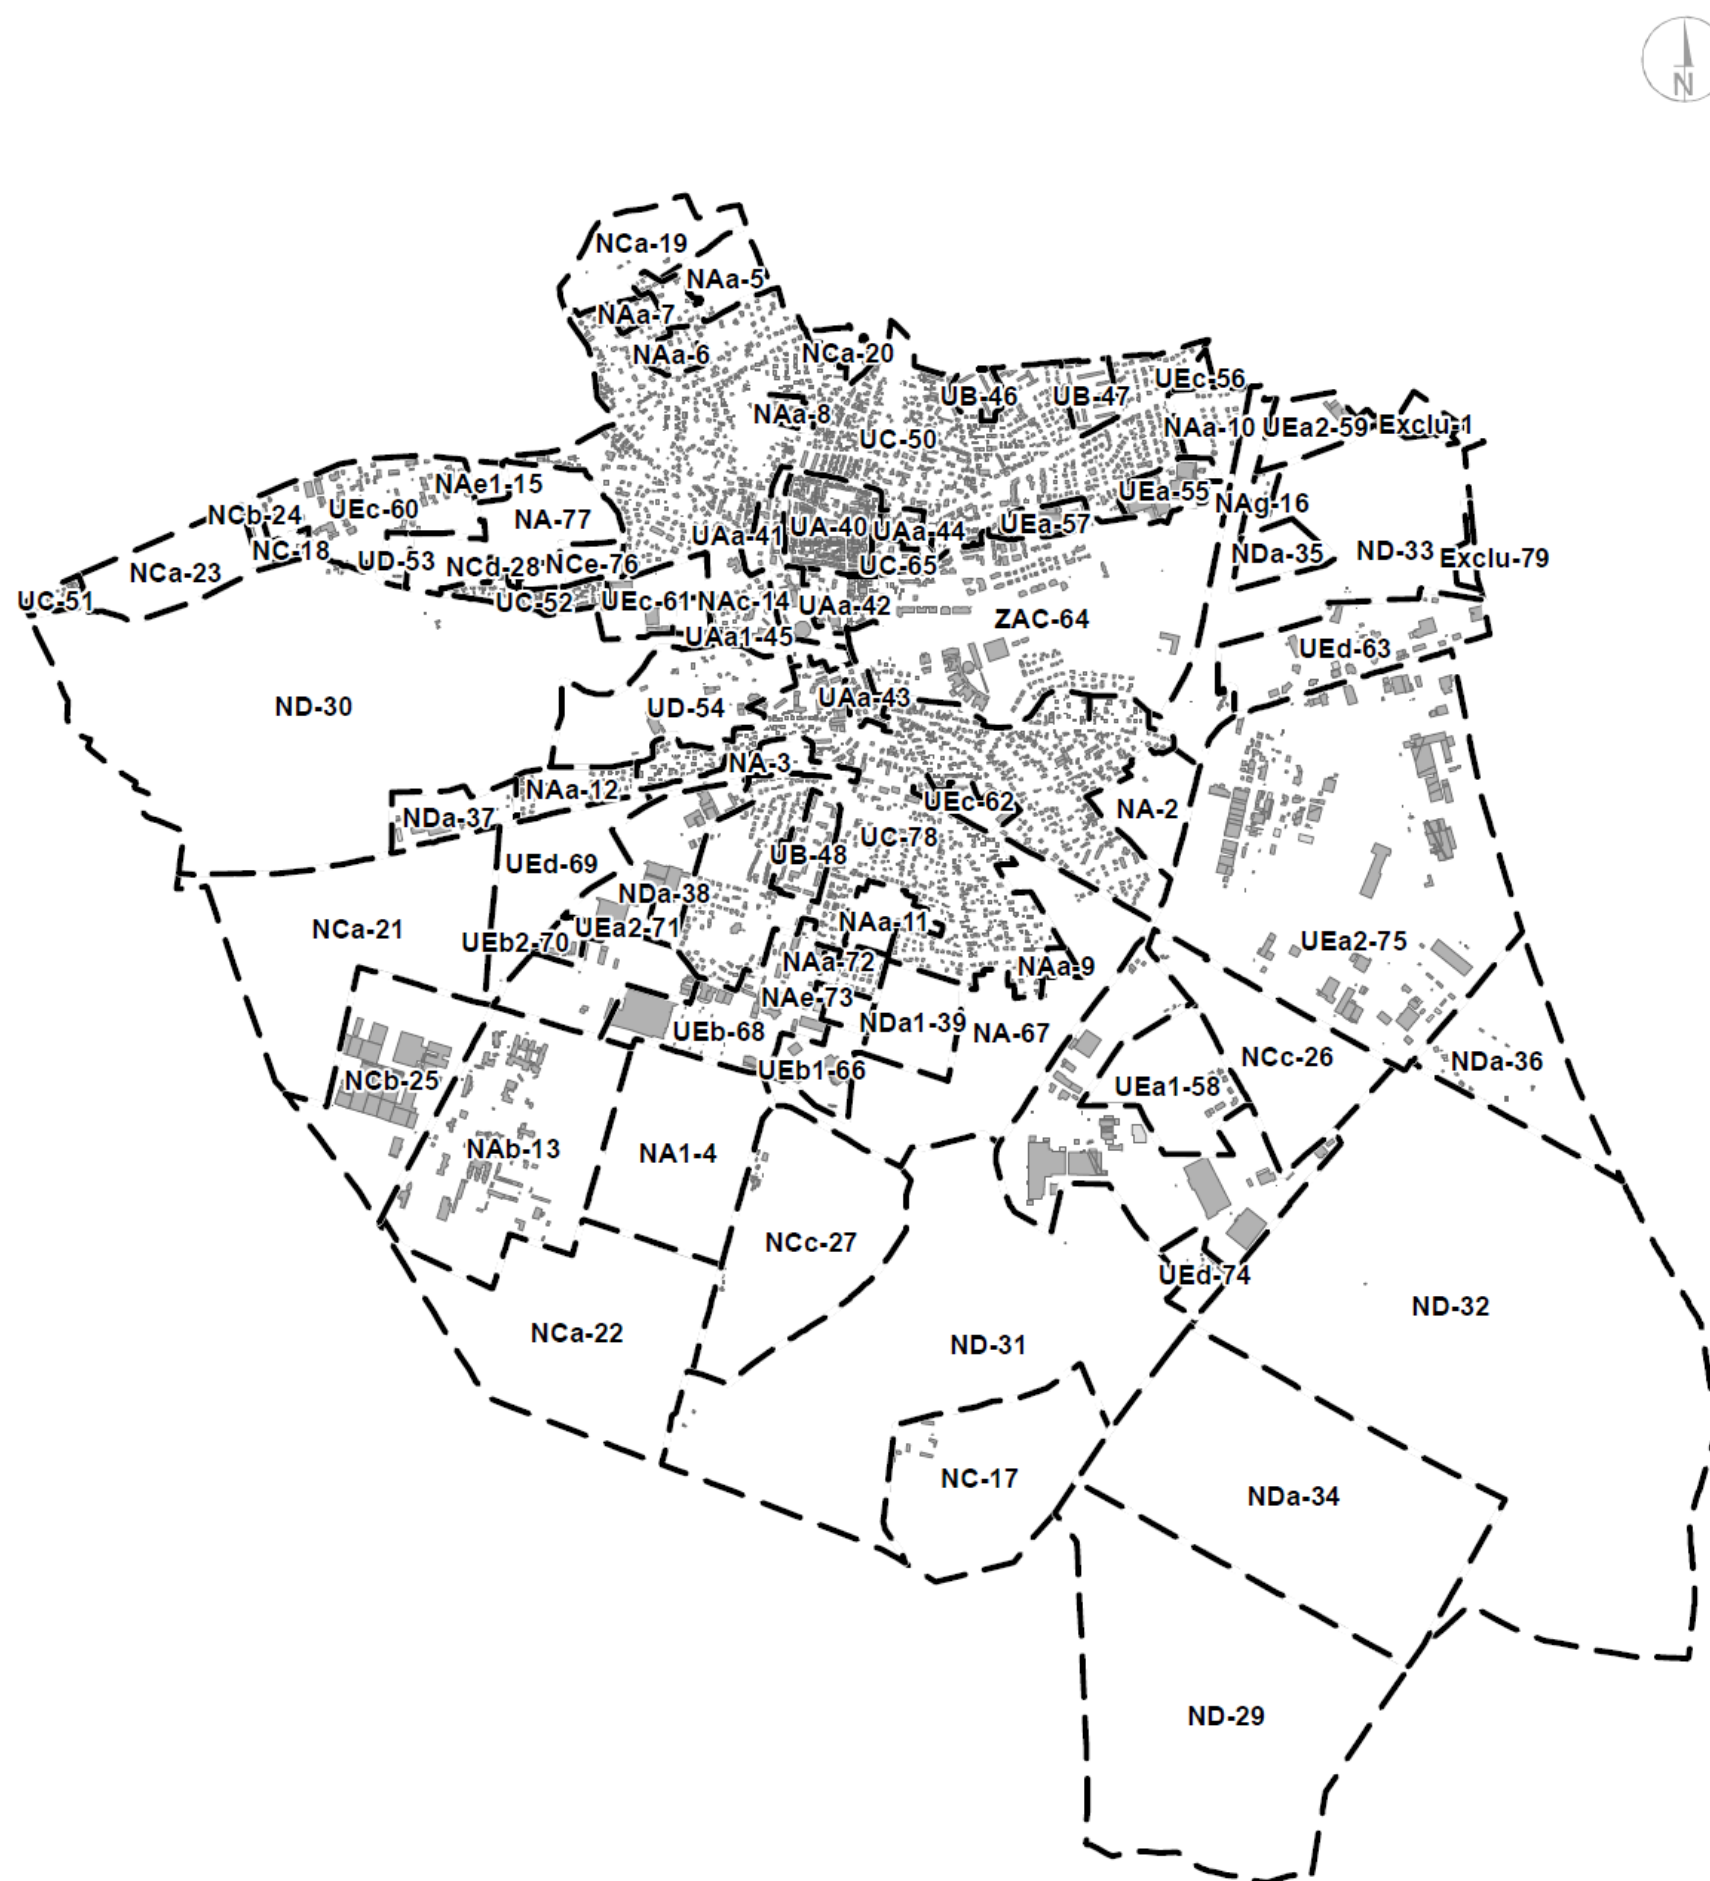 N
NCa-19
NAa-5
NAa-7
NAa-6
NCa-20
UEc-56
UB-46
UB-47
NAa-8
NAa-10
UEa2-59
Exclu-1
UC-50
NAe1-15
UEa-55
NAg-16
UEc-60
NCb-24
NA-77
UAa-41
UA-40
UAa-44
UEa-57
NC-18
UD-53
NCd-28
NCe-76
UC-65
NDa-35
ND-33
Exclu-79
NCa-23
UC-51
UC-52
UEc-61
NAc-14
UAa-42
ZAC-64
UAa1-45
UEd-63
ND-30
UD-54
UAa-43
NA-3
NAa-12
UEc-62
NA-2
NDa-37
UC-78
UB-48
UEd-69
NDa-38
NAa-11
NCa-21
UEb2-70
UEa2-71
UEa2-75
NAa-72
NAa-9
NAe-73
NDa1-39
UEb-68
NA-67
NCc-26
NDa-36
UEb1-66
NCb-25
UEa1-58
NAb-13
NA1-4
NCc-27
UEd-74
ND-32
NCa-22
ND-31
NC-17
NDa-34
ND-29